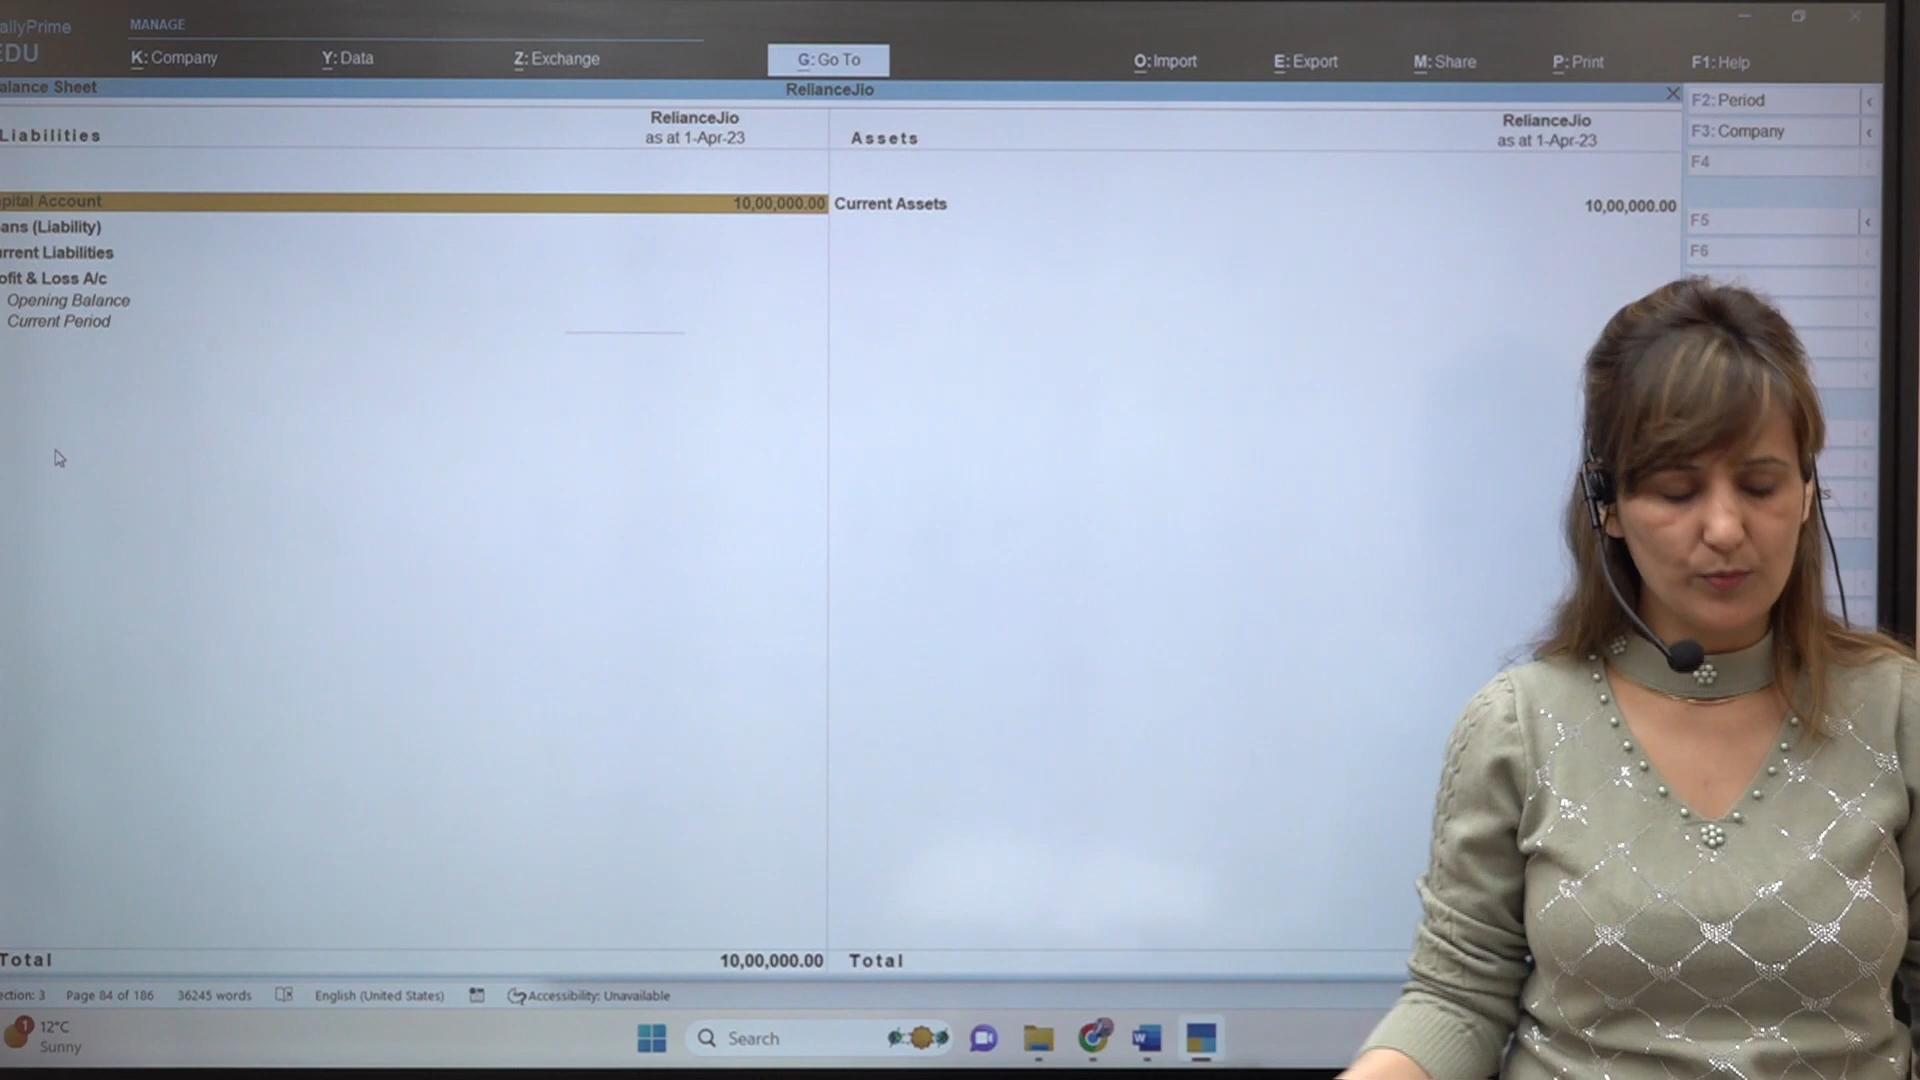 allyPrime
EDU
MANAGE
K: Company
Y: Data
Z: Exchange
G: Go To
O: Import
E: Export
M: Share
P: Print
F1: Help
alance Sheet
RelianceJio
Liabilities
RelianceJio
as at 1-Apr-23
Assets
RelianceJio
as at 1-Apr-23
pital Account 10,00,000.00
ans (Liability)
rrent Liabilities
ofit & Loss A/c
Opening Balance
Current Period
Current Assets 10,00,000.00
Total 10,00,000.00
Total
F2: Period
F3: Company
F4
F5
F6
ection: 3 Page 84 of 186 36245 words English (United States) Accessibility: Unavailable
1
12°C
Sunny
Search
W